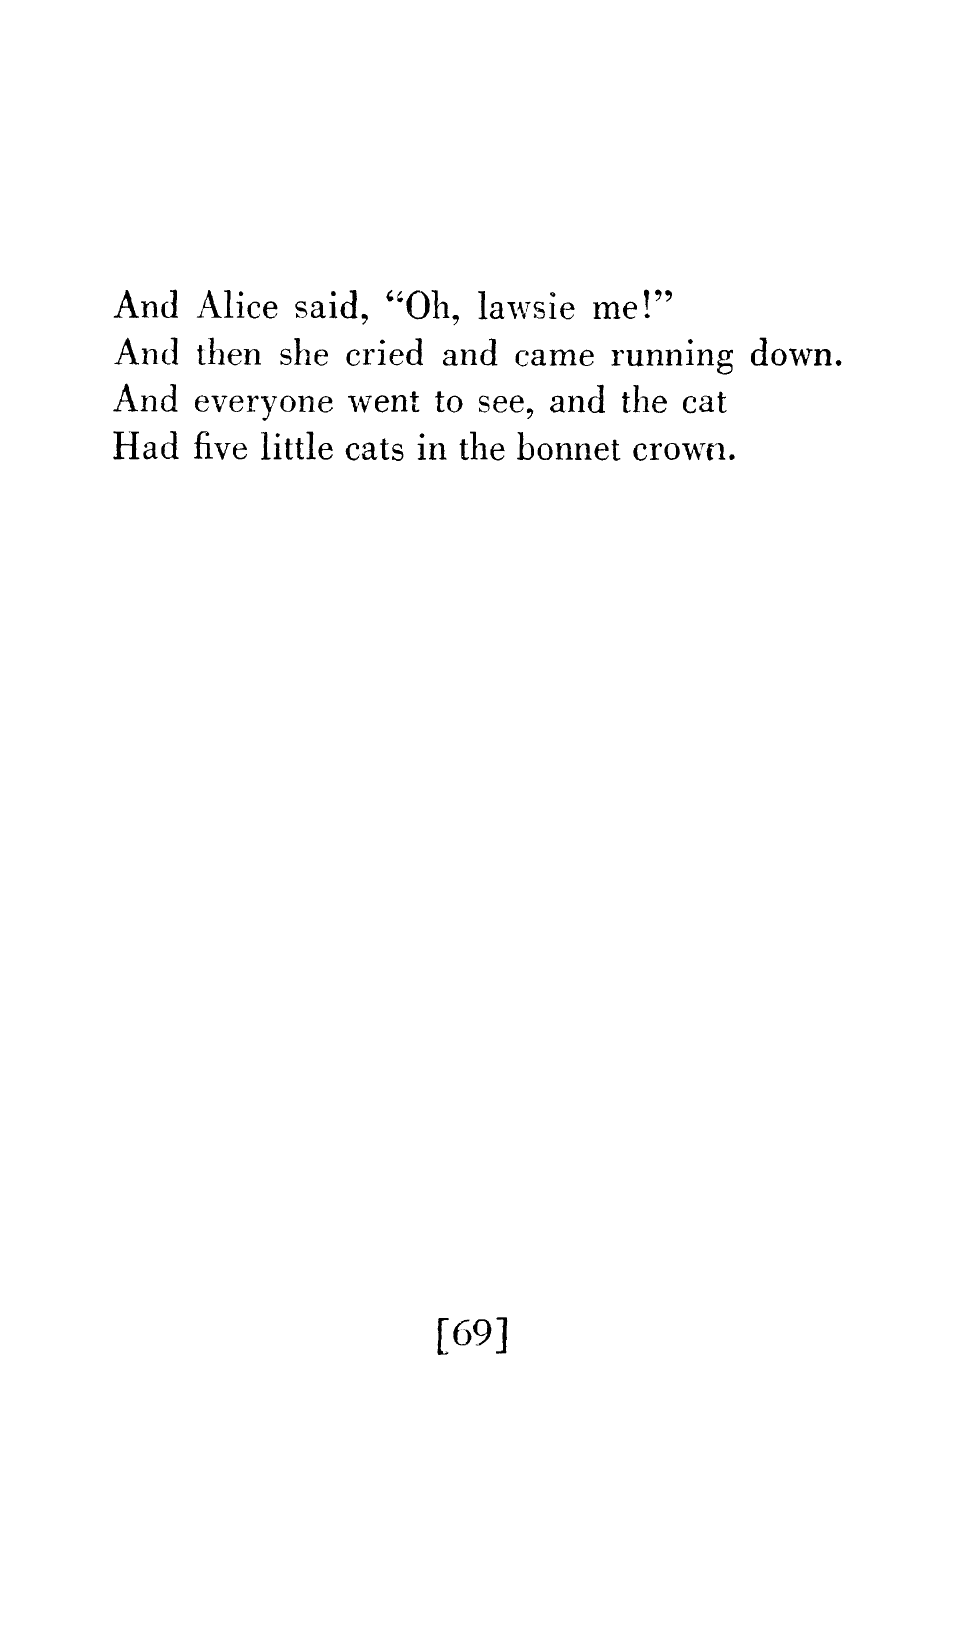 And Alice said, “Oh, lawsie me!”
And then she cried and came running down.
And everyone went to see, and the cat
Had five little cats in the bonnet crown.
[69]